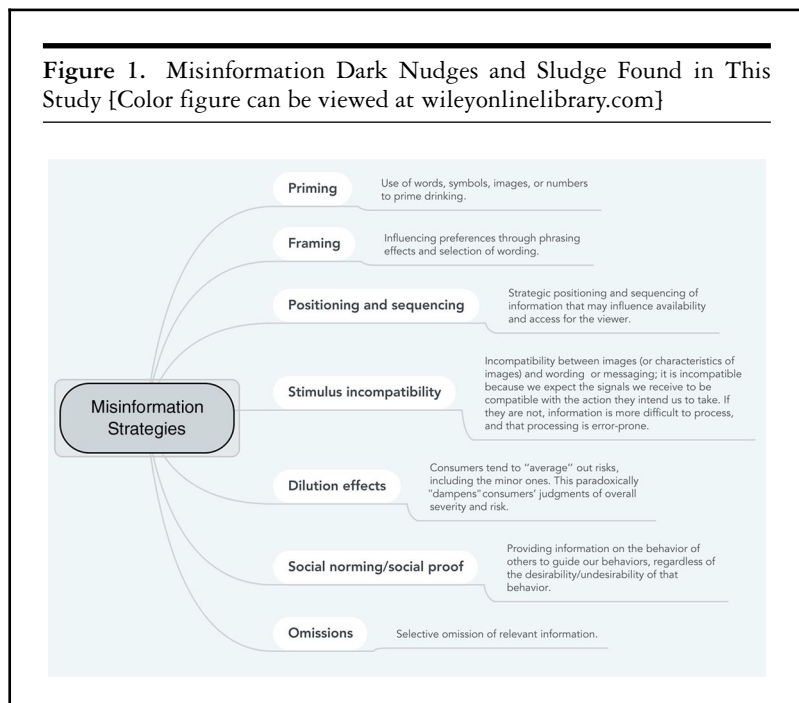 Figure 1. Misinformation Dark Nudges and Sludge Found in This
Study [Color figure can be viewed at wileyonlinelibrary.com]
Misinformation
Strategies
Priming
Use of words, symbols, images, or numbers
to prime drinking.
Framing
Influencing preferences through phrasing
effects and selection of wording.
Positioning and sequencing
Strategic positioning and sequencing of
information that may influence availability
and access for the viewer.
Stimulus incompatibility
Incompatibility between images (or characteristics of
images) and wording or messaging; it is incompatible
because we expect the signals we receive to be
compatible with the action they intend us to take. If
they are not, information is more difficult to process,
and that processing is error-prone.
Dilution effects
Consumers tend to “average” out risks,
including the minor ones. This paradoxically
"dampens"consumers’ judgments of overall
severity and risk.
Social norming/social proof
Providing information on the behavior of
others to guide our behaviors, regardless of
the desirability/undesirability of that
behavior.
Omissions
Selective omission of relevant information.